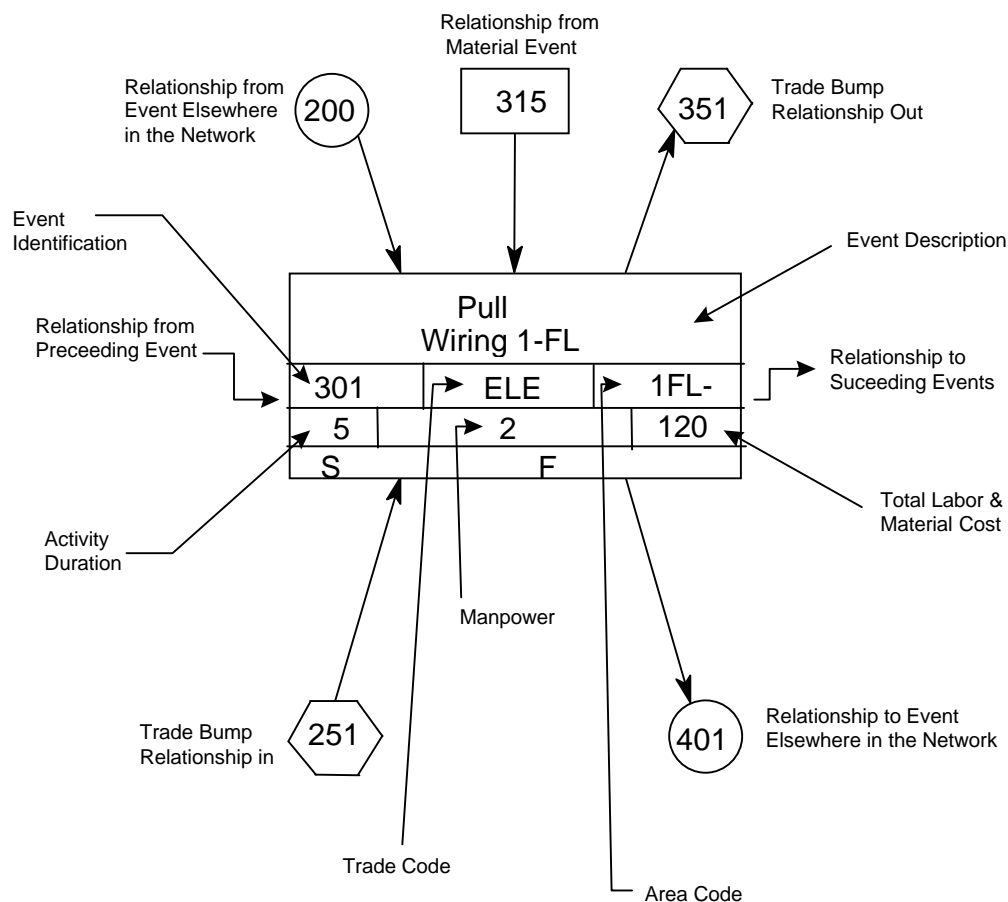 Relationship from
Material Event
Relationship from
Event Elsewhere
in the Network
200
315
351
Trade Bump
Relationship Out
Event
Identification
Event Description
Pull
Wiring 1-FL
Relationship from
Preceeding Event
301
ELE
1FL-
Relationship to
Suceeding Events
5
2
120
S
F
Total Labor &
Material Cost
Activity
Duration
Manpower
Trade Bump
Relationship in
251
401
Relationship to Event
Elsewhere in the Network
Trade Code
Area Code